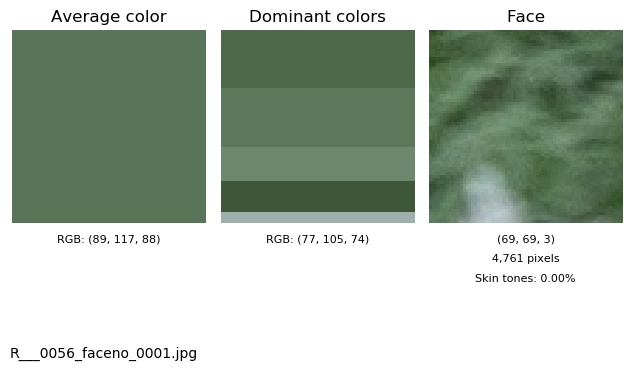 Average color
Dominant colors
Face
RGB: (89, 117, 88)
RGB: (77, 105, 74)
(69, 69, 3)
4,761 pixels
Skin tones: 0.00%
R___0056_faceno_0001.jpg